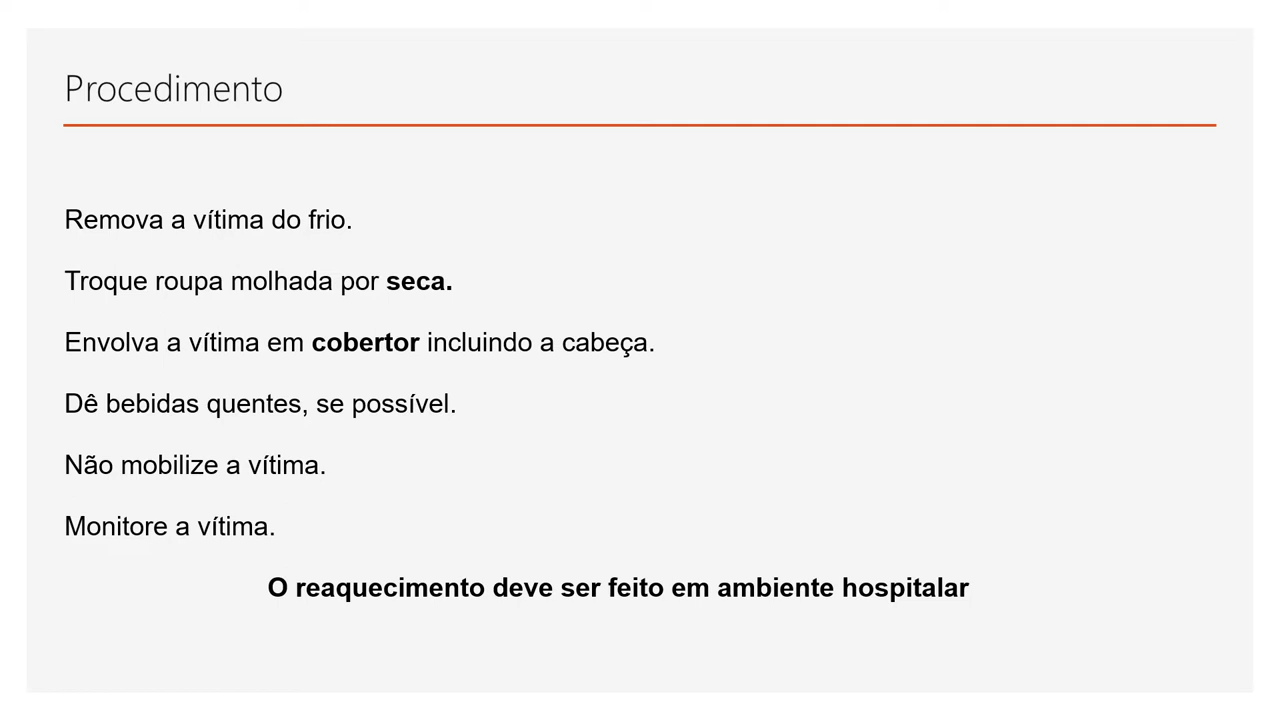 Procedimento
Remova a vítima do frio.
Troque roupa molhada por seca.
Envolva a vítima em cobertor incluindo a cabeça.
Dê bebidas quentes, se possível.
Não mobilize a vítima.
Monitore a vítima.
O reaquecimento deve ser feito em ambiente hospitalar